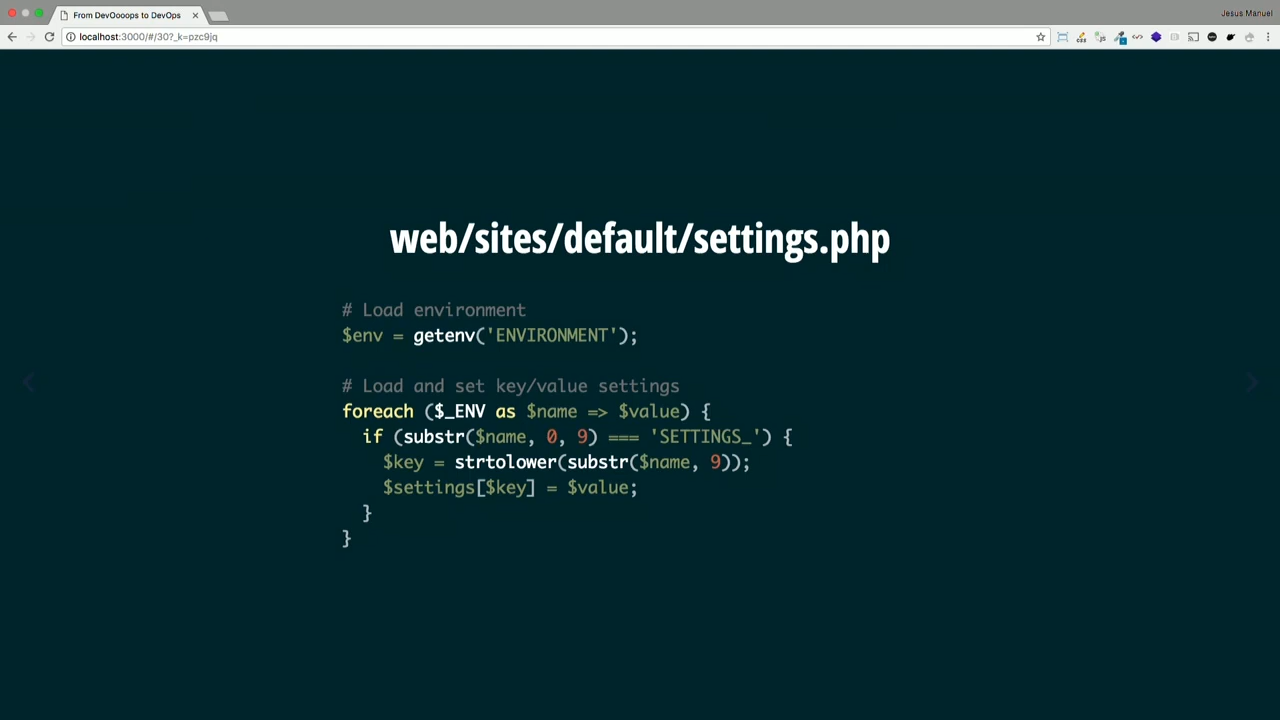 From DevOooops to DevOps
Jesus Manuel
localhost:3000/#/30?_k=pzc9jq
web/sites/default/settings.php
# Load environment
$env = getenv('ENVIRONMENT');
# Load and set key/value settings
foreach ($_ENV as $name => $value) {
if (substr($name, 0, 9) === 'SETTINGS_') {
$key = strtolower(substr($name, 9));
$settings[$key] = $value;
}
}